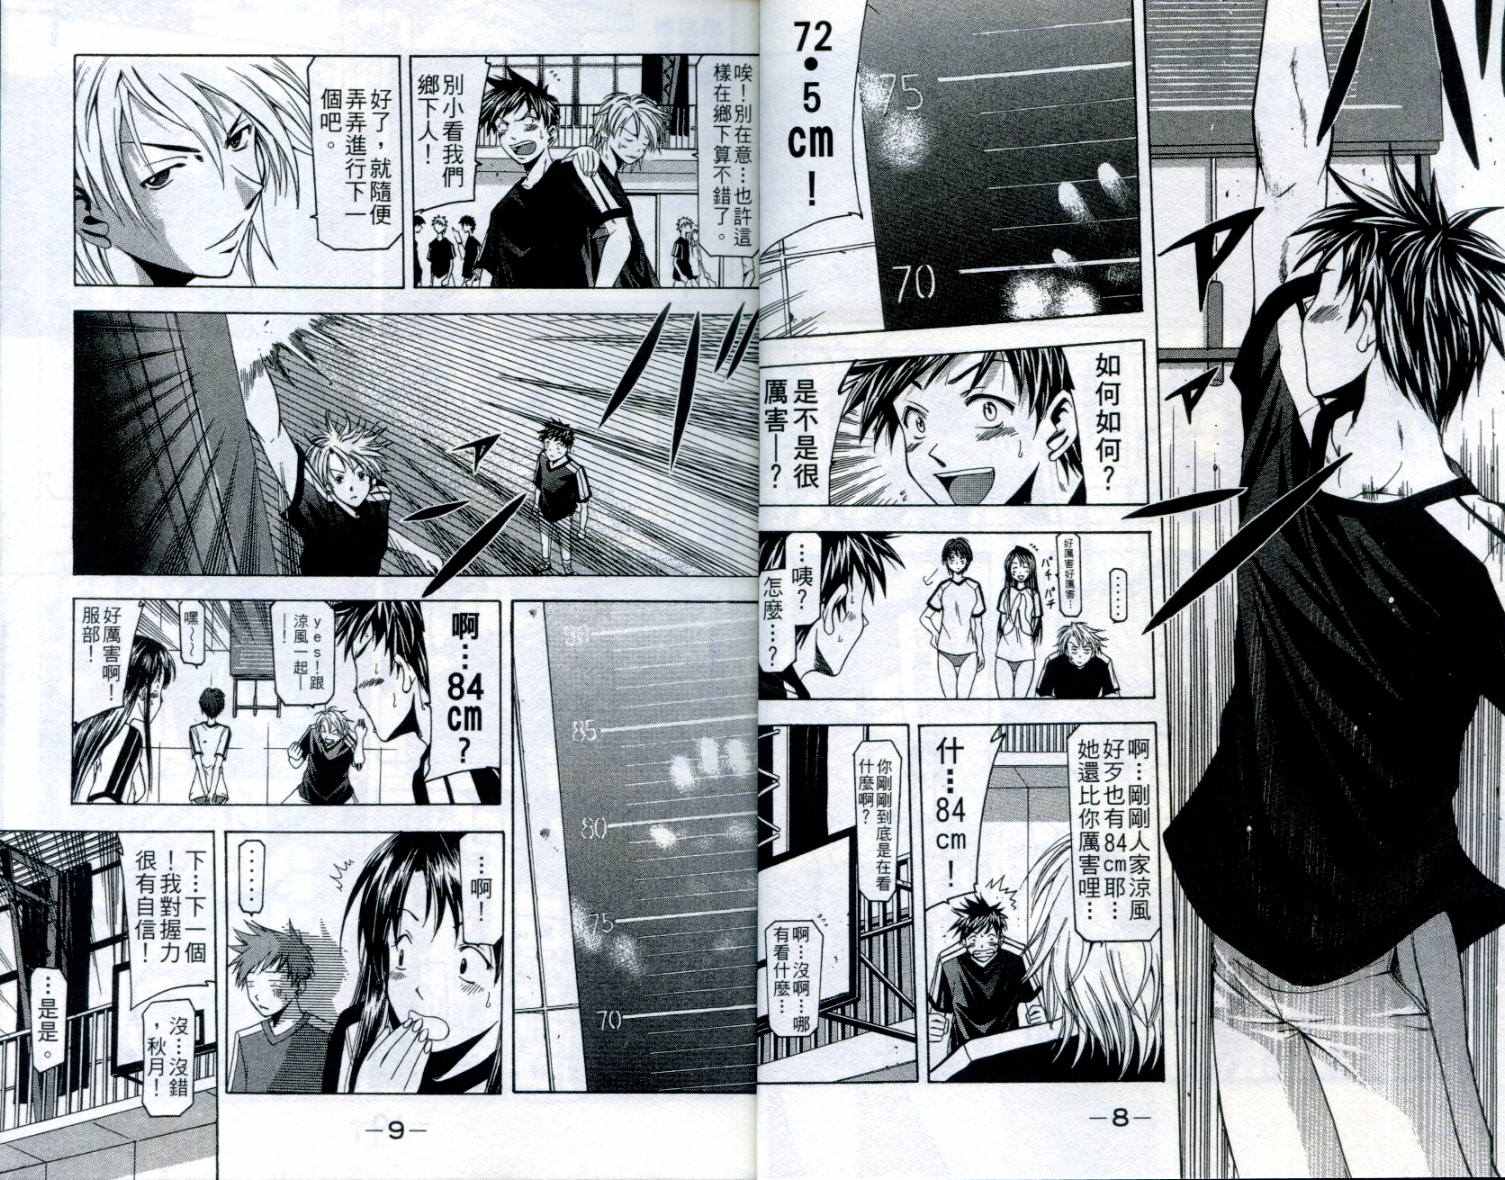 72.5cm!
75
70
如何如何?
是不是很
厲害—?
……
好厲害好厲害…
パチ パチ
…咦?
怎麼…?
啊…剛剛人家涼風
好歹也有84cm耶…
她還比你厲害哩…
什…84cm!
你剛剛到底是在看
什麼啊?
啊…沒啊…哪
有看什麼…
—8—
唉!別在意…也許這
樣在鄉下算不錯了。
別小看我們
鄉下人!
好了,就隨便
弄弄進行下一
個吧。
90
85
80
75
70
啊…84cm?
yes!跟
涼風一起—
—!
嘿~
好厲害啊!
服部!
…啊!
……
下…下一個
!我對握力
很有自信!
沒…沒錯
,秋月!
…是是。
—9—